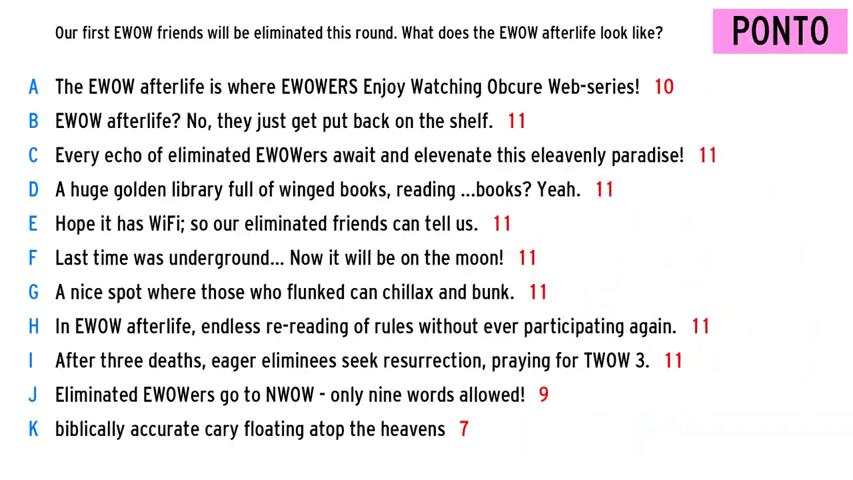 Our first EWOW friends will be eliminated this round. What does the EWOW afterlife look like?
PONTO
A The EWOW afterlife is where EWOWERS Enjoy Watching Obcure Web-series! 10
B EWOW afterlife? No, they just get put back on the shelf. 11
C Every echo of eliminated EWOWers await and elevenate this eleavenly paradise! 11
D A huge golden library full of winged books, reading ...books? Yeah. 11
E Hope it has WiFi; so our eliminated friends can tell us. 11
F Last time was underground... Now it will be on the moon! 11
G A nice spot where those who flunked can chillax and bunk. 11
H In EWOW afterlife, endless re-reading of rules without ever participating again. 11
I After three deaths, eager eliminees seek resurrection, praying for TWOW 3. 11
J Eliminated EWOWers go to NWOW - only nine words allowed! 9
K biblically accurate cary floating atop the heavens 7